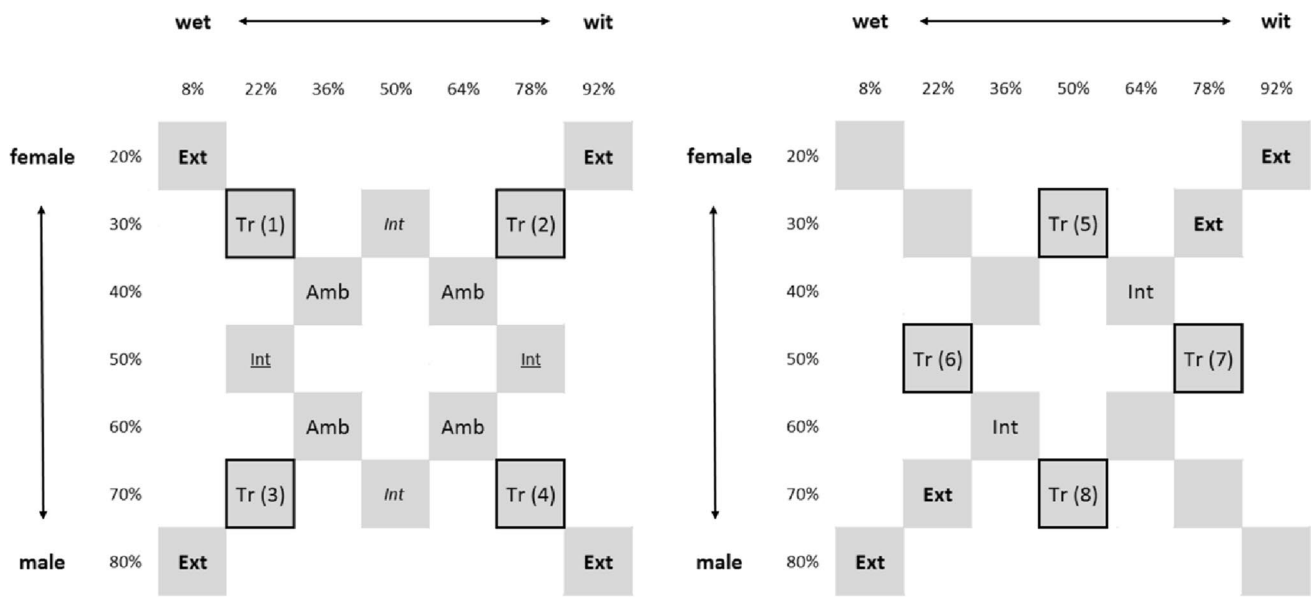 wet wit
8% 22% 36% 50% 64% 78% 92%
female 20% Ext Ext
30% Tr (1) Int Tr (2)
40% Amb Amb
50% Int Int
60% Amb Amb
70% Tr (3) Int Tr (4)
male 80% Ext Ext
wet wit
8% 22% 36% 50% 64% 78% 92%
female 20% Ext
30% Tr (5) Ext
40% Int
50% Tr (6) Tr (7)
60% Int
70% Ext Tr (8)
male 80% Ext